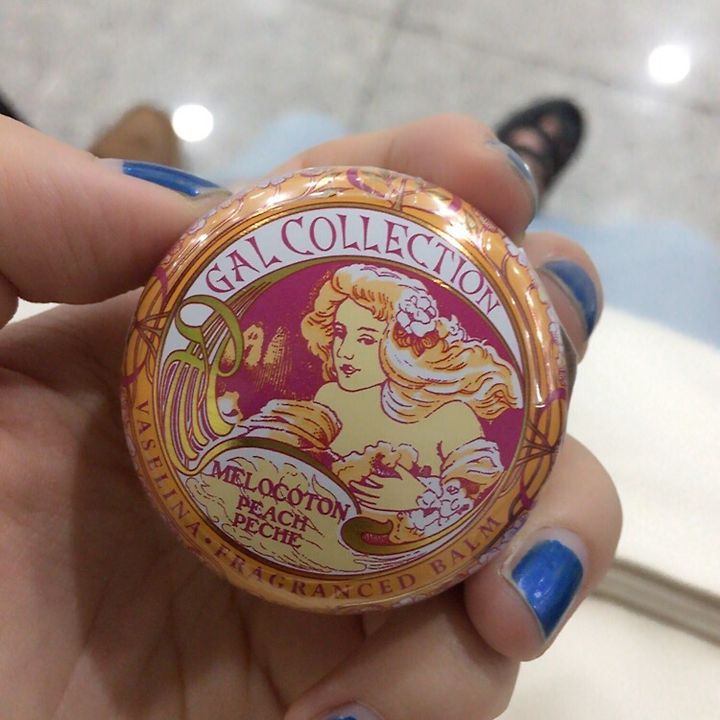 GAL COLLECTION
MELOCOTON
PEACH
PECHE
VASELINA • FRAGRANCED BALM